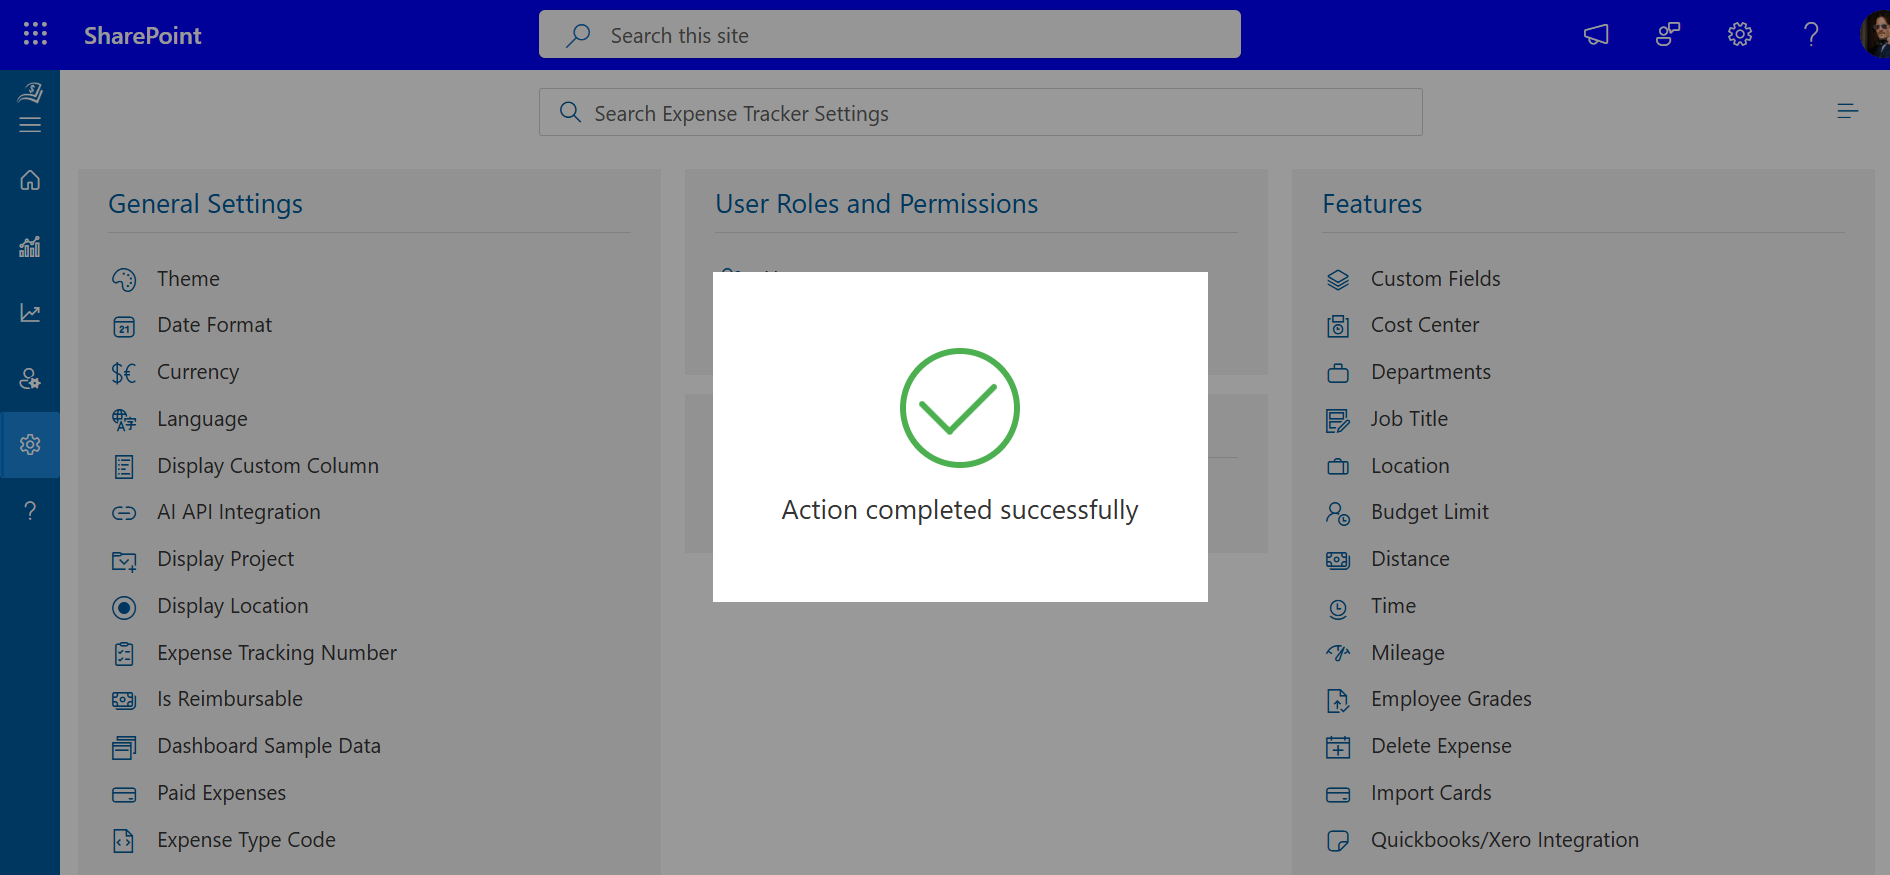 SharePoint
Search this site
Search Expense Tracker Settings
General Settings
Theme
Date Format
Currency
Language
Display Custom Column
AI API Integration
Display Project
Display Location
Expense Tracking Number
Is Reimbursable
Dashboard Sample Data
Paid Expenses
Expense Type Code
User Roles and Permissions
Action completed successfully
Features
Custom Fields
Cost Center
Departments
Job Title
Location
Budget Limit
Distance
Time
Mileage
Employee Grades
Delete Expense
Import Cards
Quickbooks/Xero Integration